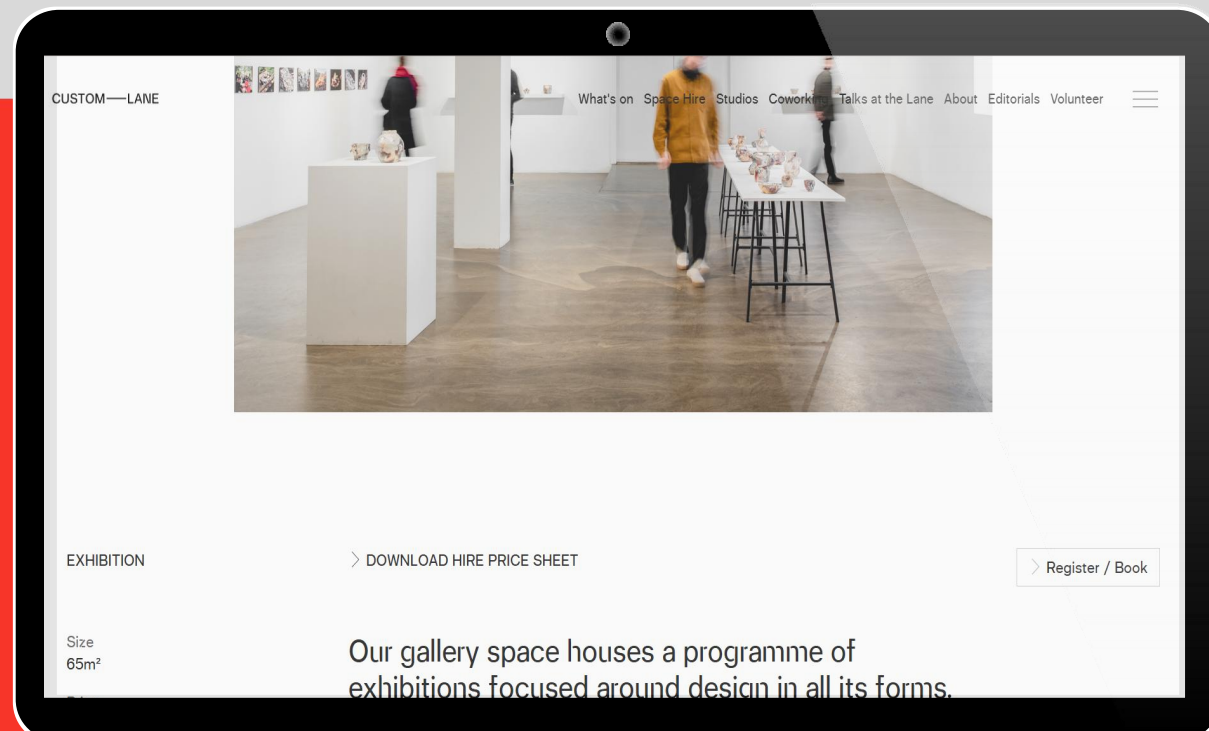 CUSTOM—LANE
What's on Space Hire Studios Coworking Talks at the Lane About Editorials Volunteer
EXHIBITION
DOWNLOAD HIRE PRICE SHEET
Register / Book
Size
65m²
Our gallery space houses a programme of
exhibitions focused around design in all its forms.